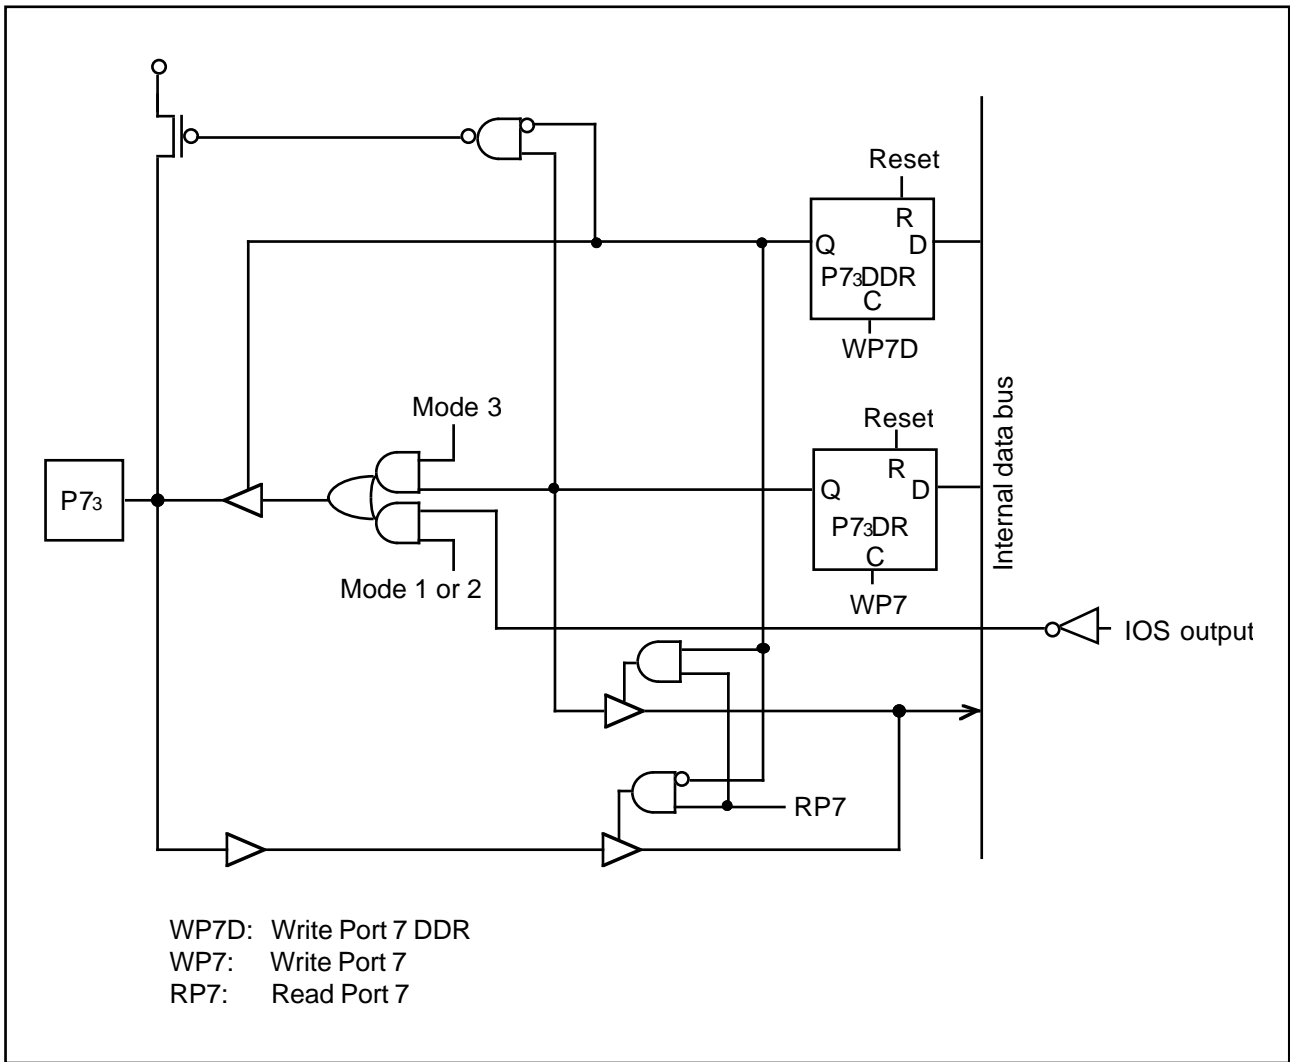 Reset
R
Q
D
P73DDR
C
WP7D
Mode 3
Reset
R
Q
D
P73DR
C
WP7
Internal data bus
P73
Mode 1 or 2
IOS output
RP7
WP7D: Write Port 7 DDR
WP7: Write Port 7
RP7: Read Port 7